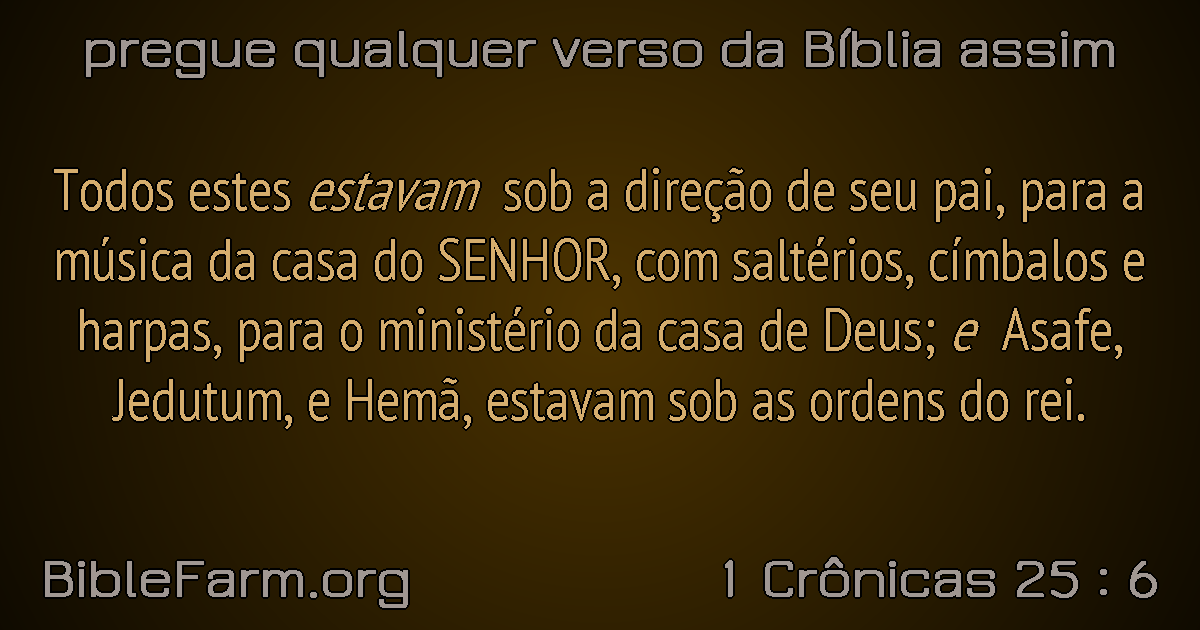 pregue qualquer verso da Bíblia assim
Todos estes estavam sob a direção de seu pai, para a
música da casa do SENHOR, com saltérios, címbalos e
harpas, para o ministério da casa de Deus; e Asafe,
Jedutum, e Hemã, estavam sob as ordens do rei.
BibleFarm.org
1 Crônicas 25 : 6